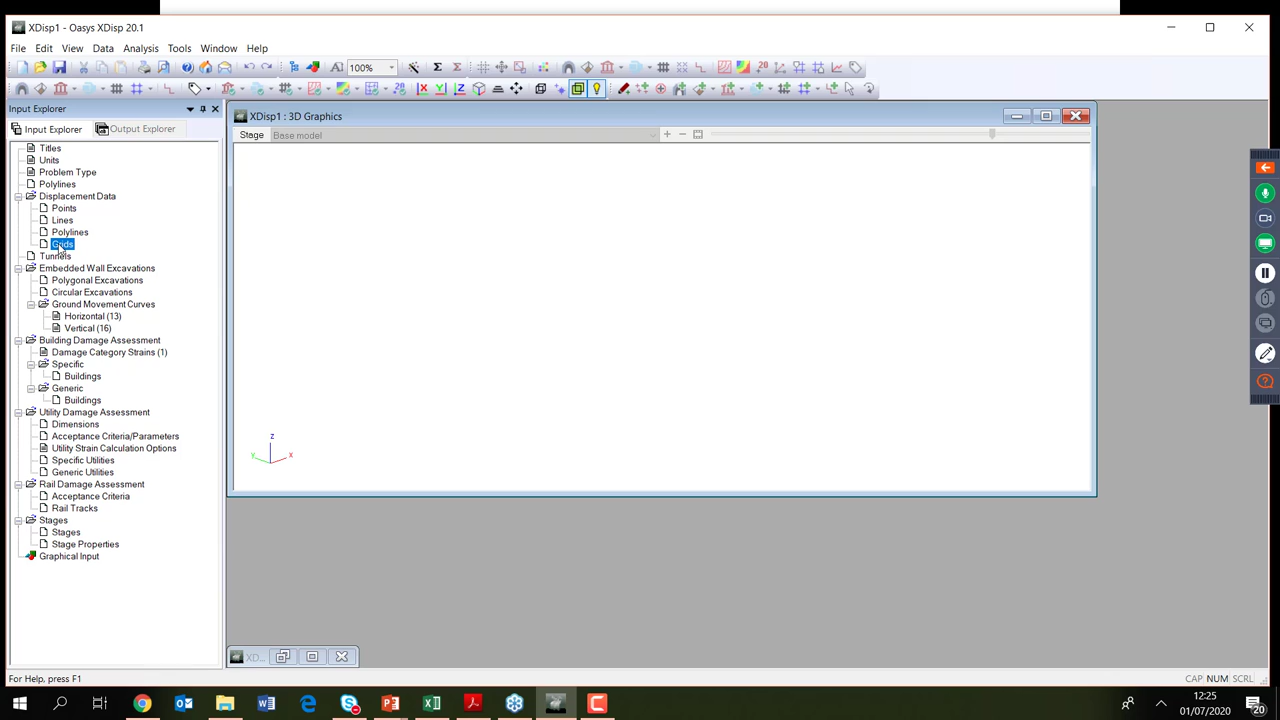 XDisp1 - Oasys XDisp 20.1
File Edit View Data Analysis Tools Window Help
100%
Input Explorer
Input Explorer Output Explorer
Titles
Units
Problem Type
Polylines
Displacement Data
Points
Lines
Polylines
Grids
Tunnels
Embedded Wall Excavations
Polygonal Excavations
Circular Excavations
Ground Movement Curves
Horizontal (13)
Vertical (16)
Building Damage Assessment
Damage Category Strains (1)
Specific
Buildings
Generic
Buildings
Utility Damage Assessment
Dimensions
Acceptance Criteria/Parameters
Utility Strain Calculation Options
Specific Utilities
Generic Utilities
Rail Damage Assessment
Acceptance Criteria
Rail Tracks
Stages
Stages
Stage Properties
Graphical Input
XDisp1 : 3D Graphics
Stage Base model
z
y x
XD...
For Help, press F1
CAP NUM SCRL
12:25
01/07/2020
20